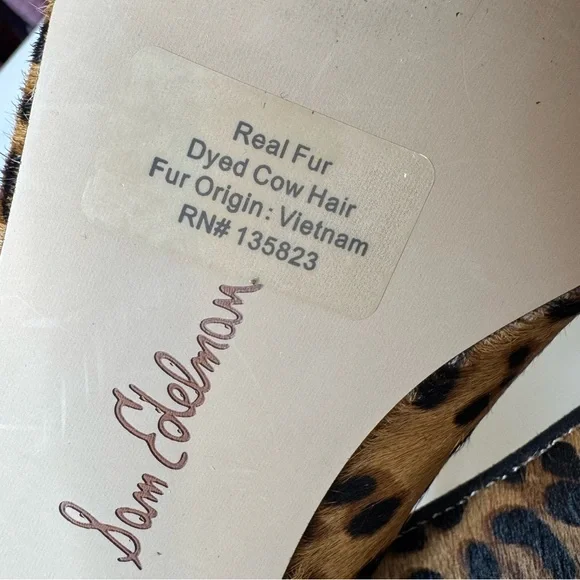 Real Fur
Dyed Cow Hair
Fur Origin: Vietnam
RN# 135823
Sam Edelman